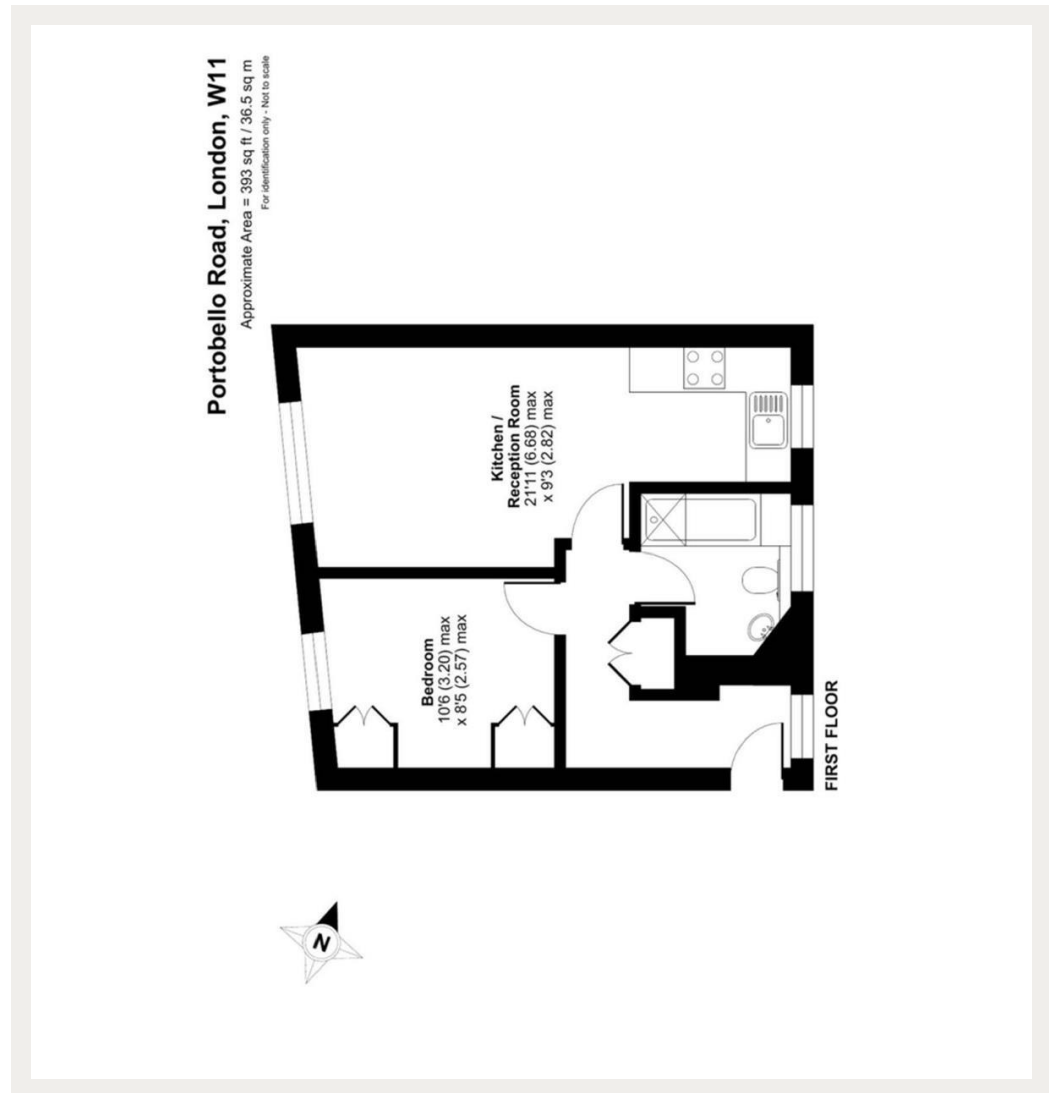 Portobello Road, London, W11
Approximate Area = 393 sq ft / 36.5 sq m
For identification only - Not to scale
Kitchen /
Reception Room
21'11 (6.68) max
x 9'3 (2.82) max
Bedroom
10'6 (3.20) max
x 8'5 (2.57) max
N
FIRST FLOOR